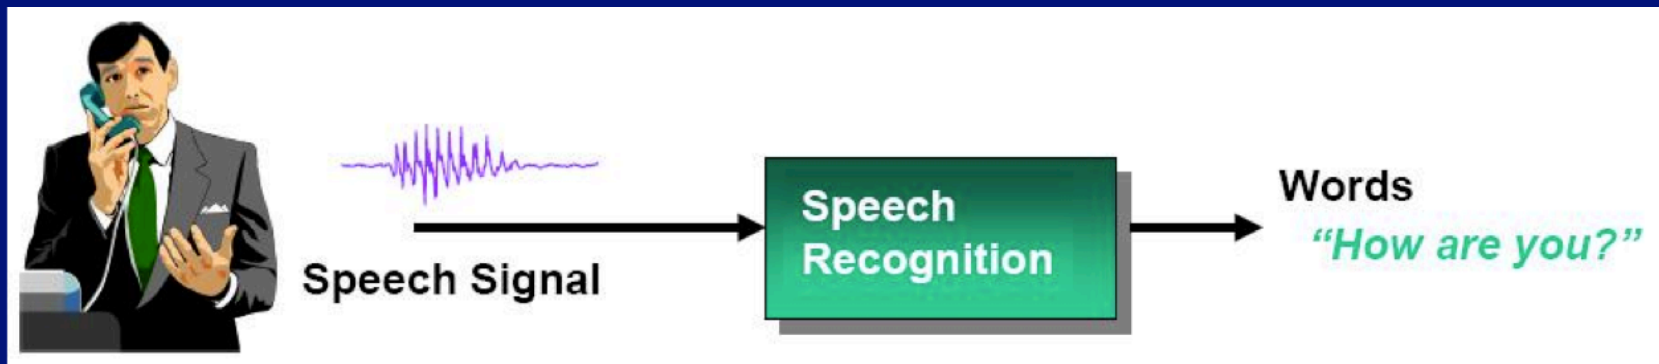 Speech Signal
Speech
Recognition
Words
“How are you?”